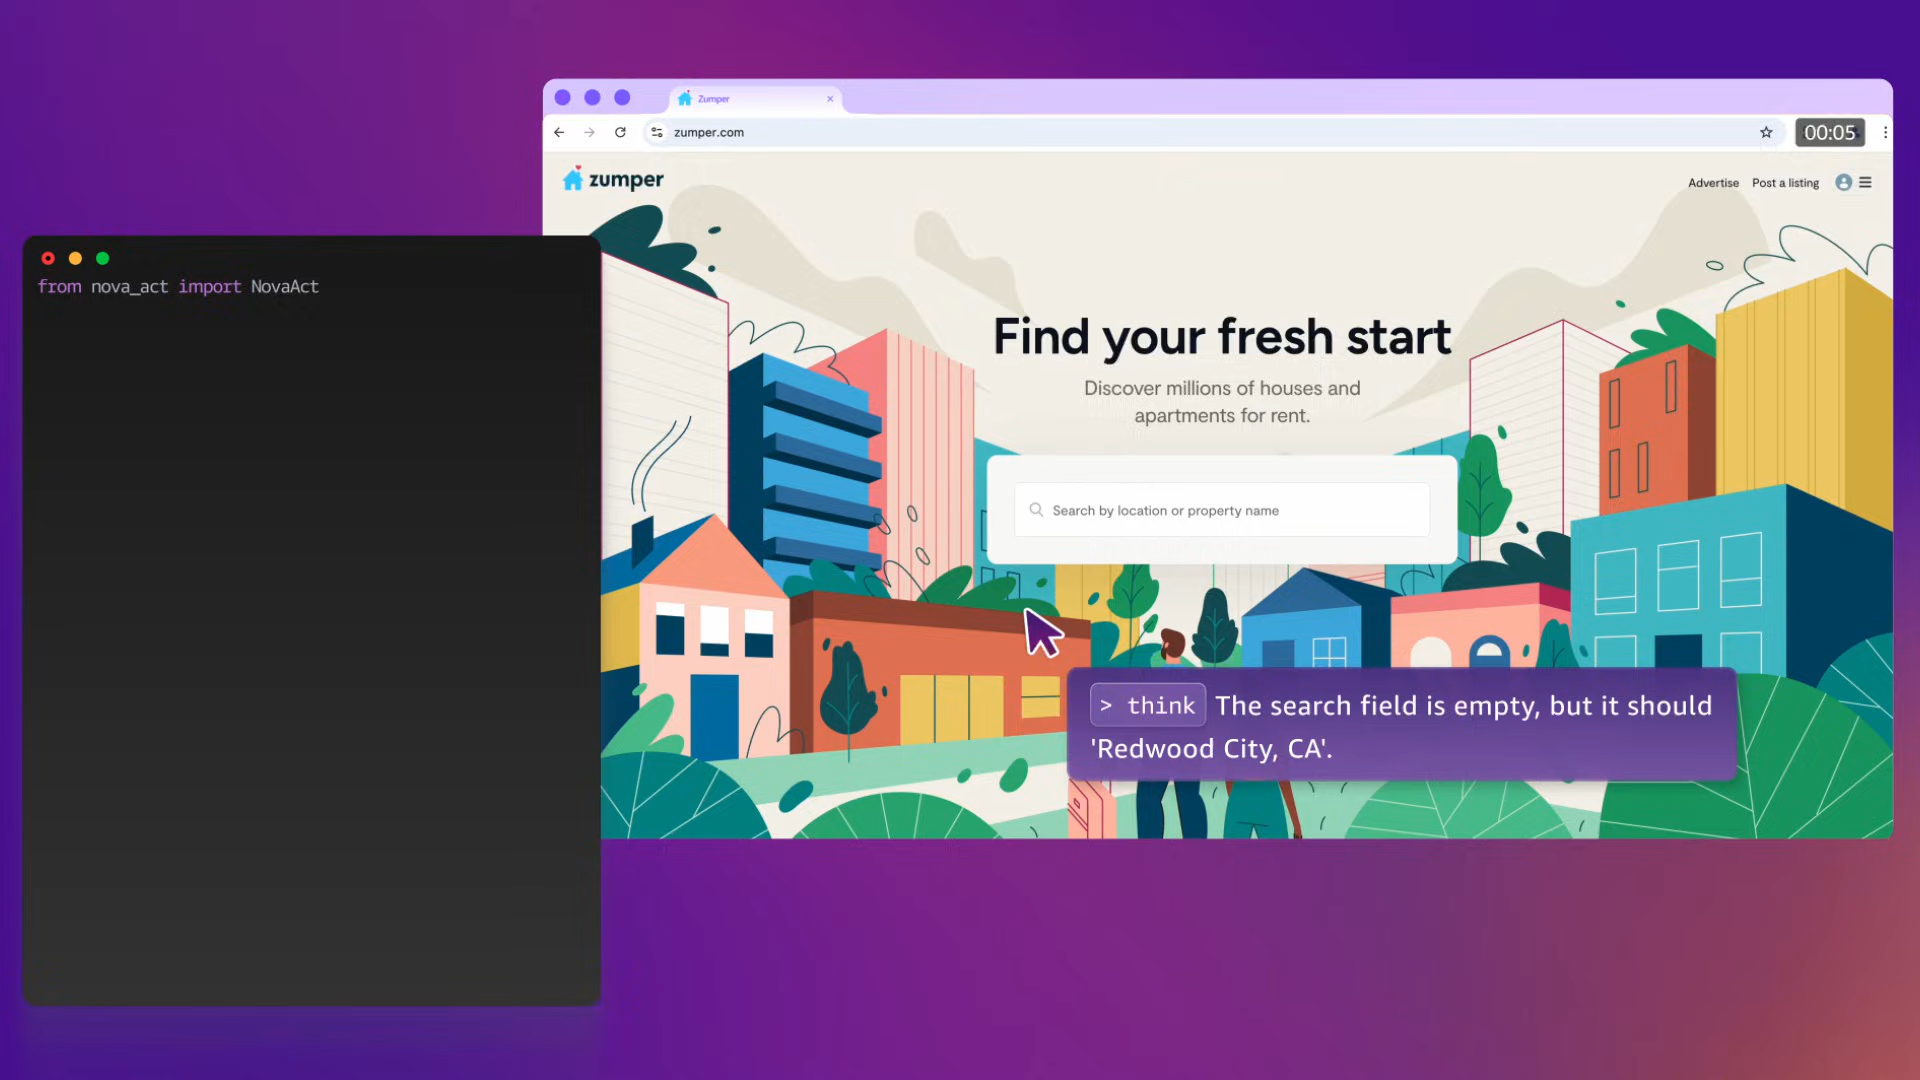 Zumper
zumper.com
00:05
zumper
Advertise Post a listing
from nova_act import NovaAct
Find your fresh start
Discover millions of houses and
apartments for rent.
Search by location or property name
> think The search field is empty, but it should
'Redwood City, CA'.